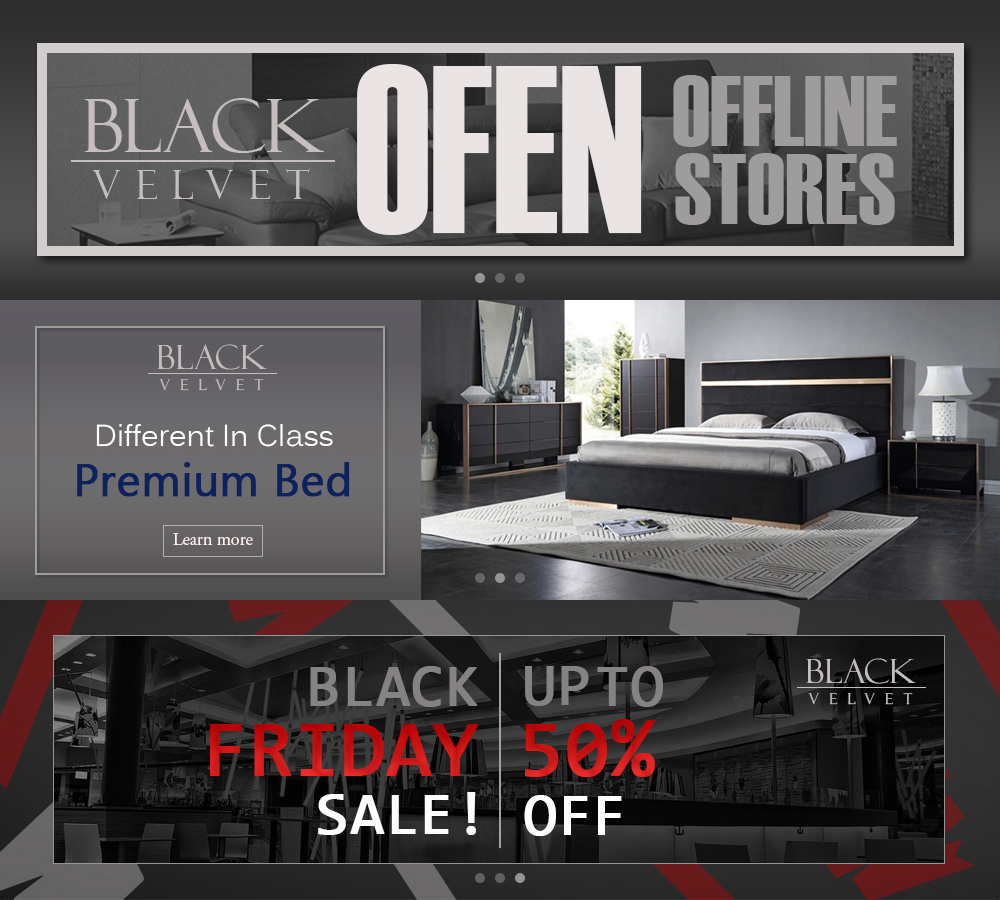 BLACK
VELVET
OFEN
OFFLINE
STORES
BLACK
VELVET
Different In Class
Premium Bed
Learn more
BLACK
FRIDAY
SALE!
UPTO
50%
OFF
BLACK
VELVET